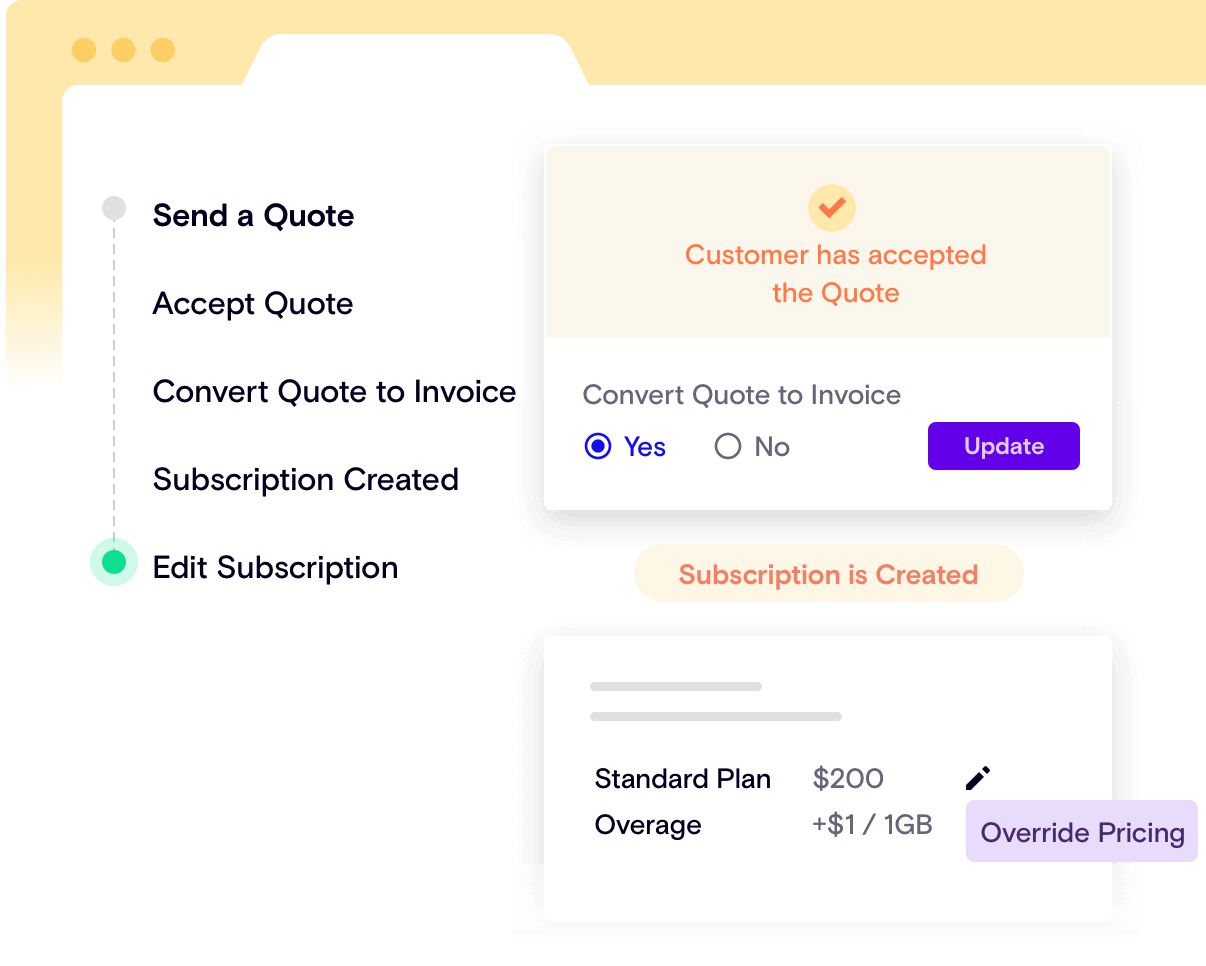 Send a Quote
Accept Quote
Convert Quote to Invoice
Subscription Created
Edit Subscription
Customer has accepted
the Quote
Convert Quote to Invoice
Yes No Update
Subscription is Created
Standard Plan $200
Overage +$1 / 1GB
Override Pricing